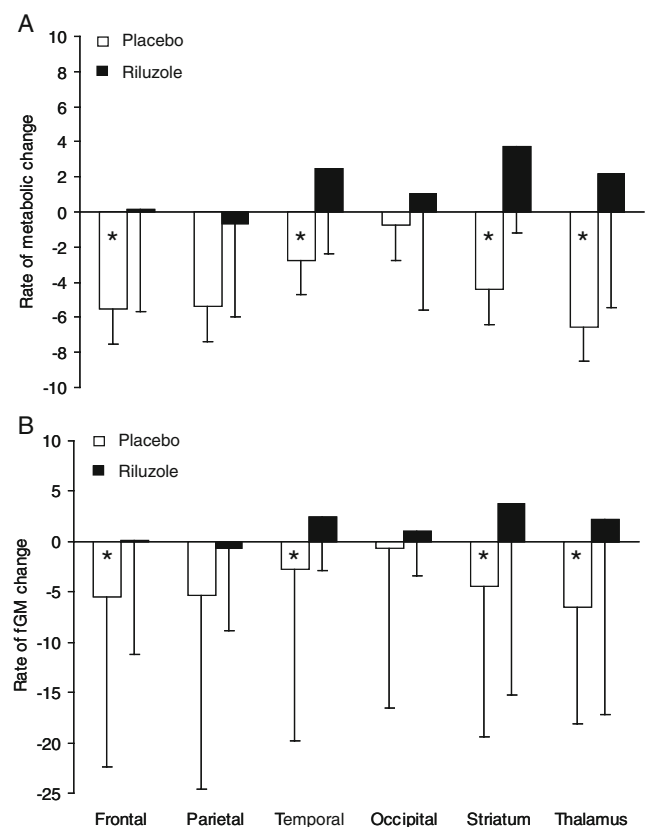 A
10
Placebo
8
Riluzole
6
4
2
0
-2
-4
-6
-8
-10
Rate of metabolic change
* * * *
B
10
Placebo
Riluzole
5
0
-5
-10
-15
-20
-25
Rate of fGM change
* * * *
Frontal Parietal Temporal Occipital Striatum Thalamus